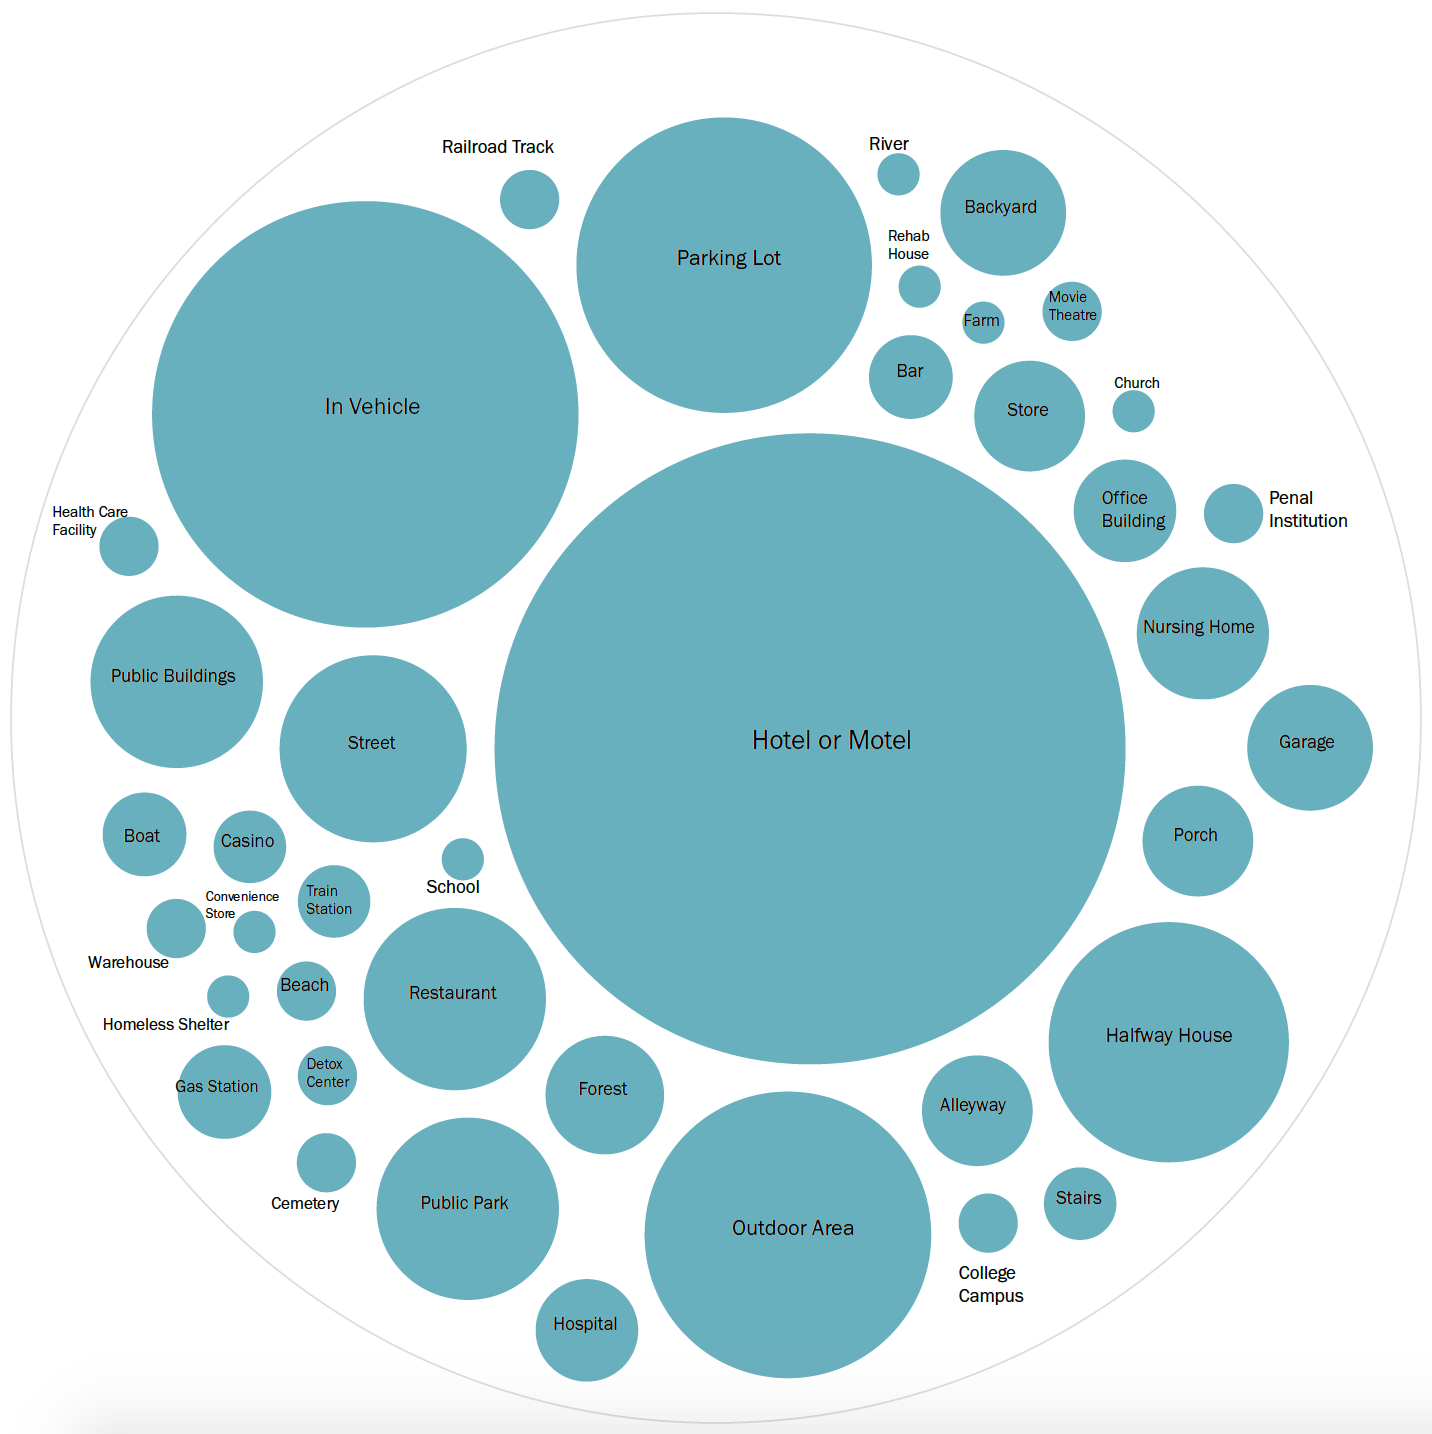 Railroad Track
River
Backyard
Parking Lot
Rehab
House
Movie
Theatre
Farm
Bar
Church
In Vehicle
Store
Health Care
Facility
Office
Building
Penal
Institution
Nursing Home
Public Buildings
Street
Hotel or Motel
Garage
Boat
Casino
Porch
School
Train
Station
Convenience
Store
Warehouse
Beach
Restaurant
Homeless Shelter
Halfway House
Gas Station
Detox
Center
Forest
Alleyway
Cemetery
Public Park
Outdoor Area
Stairs
College
Campus
Hospital